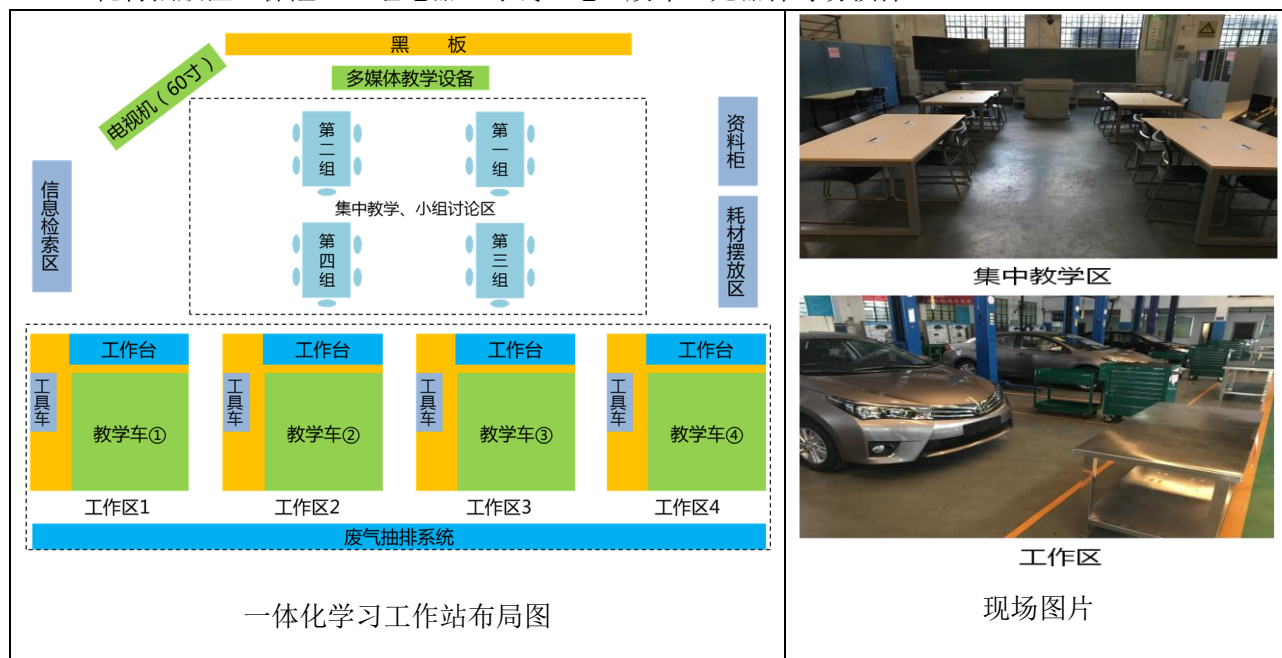 黑 板
多媒体教学设备
电视机（60寸）
第二组
第一组
资料柜
信息检索区
集中教学、小组讨论区
耗材摆放区
第四组
第三组
工作台
工作台
工作台
工作台
工具车
教学车①
工具车
教学车②
工具车
教学车③
工具车
教学车④
工作区1
工作区2
工作区3
工作区4
废气抽排系统
一体化学习工作站布局图
集中教学区
工作区
现场图片